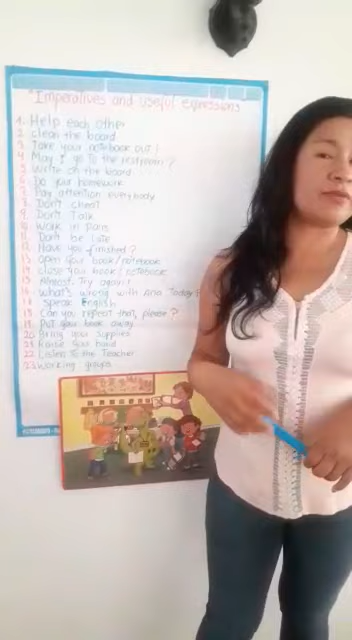 "Imperatives and useful Expressions
1. Help each other
2. clean the board
3 Take your notebook out!
4 May I go to the restroom?
5 write on the board
6 Do your homework
7 Pay attention everybody
8 Don't cheat
9. Don't Talk
10 work in pairs
11. Don't be late
12. Have you finished?
13 open your book/notebook
14 close your book/notebook
15 Almost. Try again!
16 what's wrong with Ana Today?
17 speak English
18 Can you repeat that, please?
19. Put your book away
20 Bring your supplies
21 Raise your hand
22 Listen to the Teacher
23 working groups